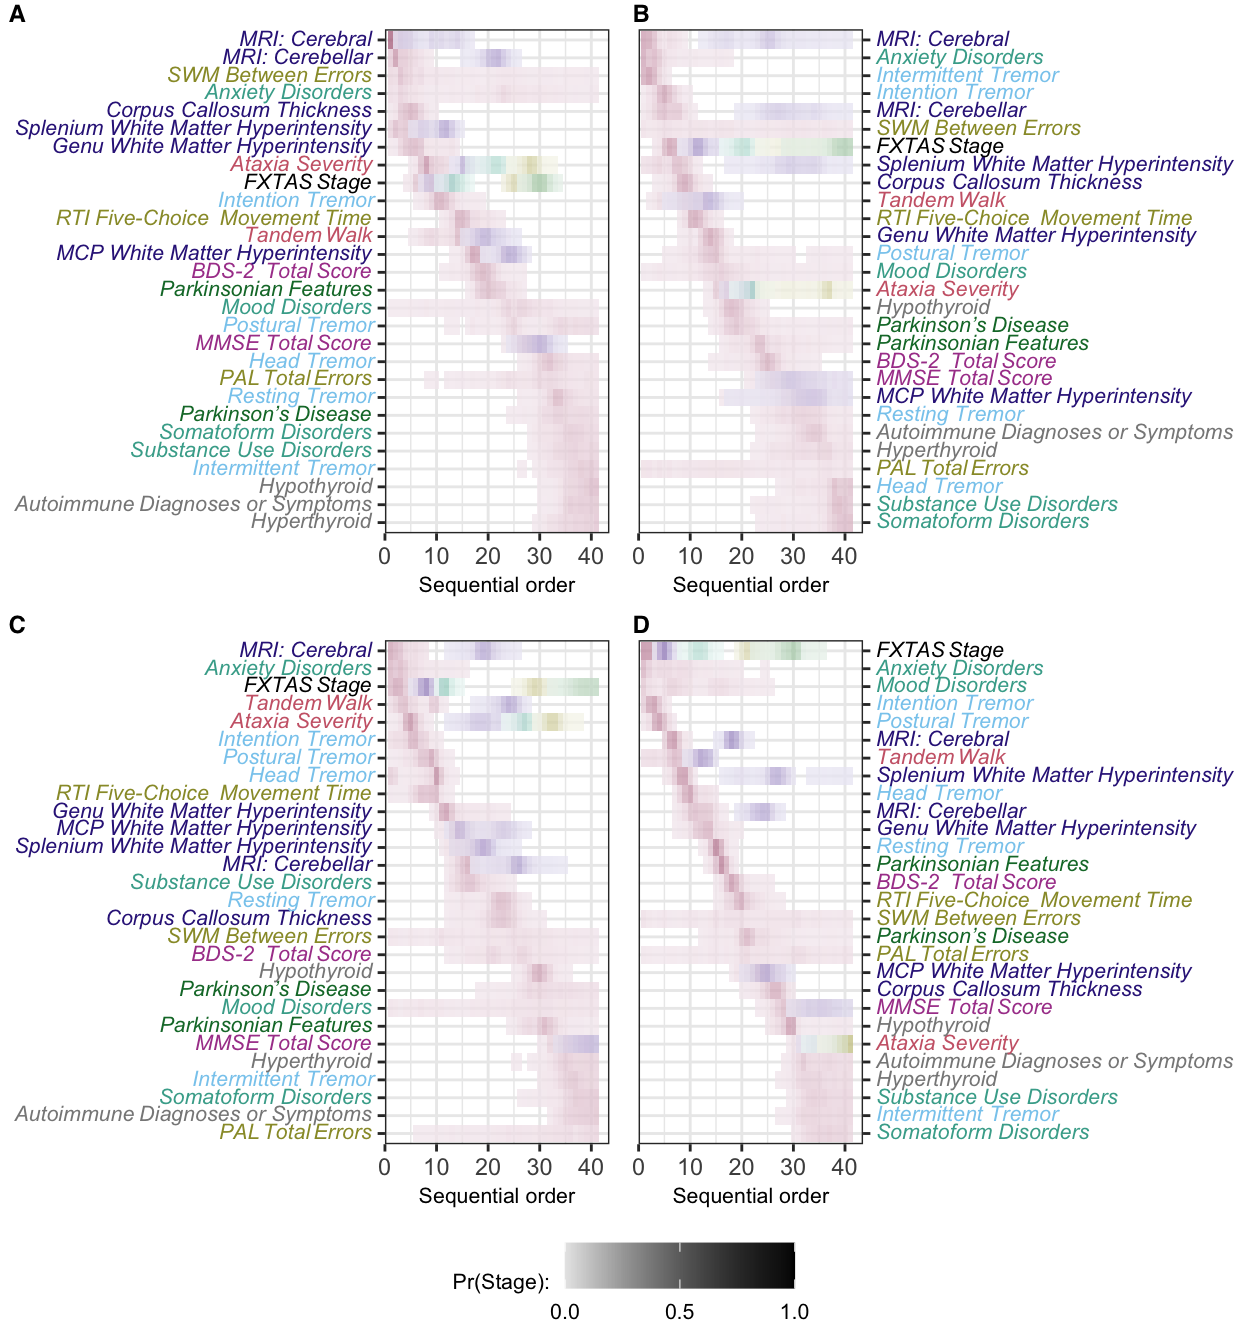 A
MRI: Cerebral
MRI: Cerebellar
SWM Between Errors
Anxiety Disorders
Corpus Callosum Thickness
Splenium White Matter Hyperintensity
Genu White Matter Hyperintensity
Ataxia Severity
FXTAS Stage
Intention Tremor
RTI Five-Choice Movement Time
Tandem Walk
MCP White Matter Hyperintensity
BDS-2 Total Score
Parkinsonian Features
Mood Disorders
Postural Tremor
MMSE Total Score
Head Tremor
PAL Total Errors
Resting Tremor
Parkinson's Disease
Somatoform Disorders
Substance Use Disorders
Intermittent Tremor
Hypothyroid
Autoimmune Diagnoses or Symptoms
Hyperthyroid
0 10 20 30 40
Sequential order
B
MRI: Cerebral
Anxiety Disorders
Intermittent Tremor
Intention Tremor
MRI: Cerebellar
SWM Between Errors
FXTAS Stage
Splenium White Matter Hyperintensity
Corpus Callosum Thickness
Tandem Walk
RTI Five-Choice Movement Time
Genu White Matter Hyperintensity
Postural Tremor
Mood Disorders
Ataxia Severity
Hypothyroid
Parkinson's Disease
Parkinsonian Features
BDS-2 Total Score
MMSE Total Score
MCP White Matter Hyperintensity
Resting Tremor
Autoimmune Diagnoses or Symptoms
Hyperthyroid
PAL Total Errors
Head Tremor
Substance Use Disorders
Somatoform Disorders
0 10 20 30 40
Sequential order
C
MRI: Cerebral
Anxiety Disorders
FXTAS Stage
Tandem Walk
Ataxia Severity
Intention Tremor
Postural Tremor
Head Tremor
RTI Five-Choice Movement Time
Genu White Matter Hyperintensity
MCP White Matter Hyperintensity
Splenium White Matter Hyperintensity
MRI: Cerebellar
Substance Use Disorders
Resting Tremor
Corpus Callosum Thickness
SWM Between Errors
BDS-2 Total Score
Hypothyroid
Parkinson's Disease
Mood Disorders
Parkinsonian Features
MMSE Total Score
Hyperthyroid
Intermittent Tremor
Somatoform Disorders
Autoimmune Diagnoses or Symptoms
PAL Total Errors
0 10 20 30 40
Sequential order
D
FXTAS Stage
Anxiety Disorders
Mood Disorders
Intention Tremor
Postural Tremor
MRI: Cerebral
Tandem Walk
Splenium White Matter Hyperintensity
Head Tremor
MRI: Cerebellar
Genu White Matter Hyperintensity
Resting Tremor
Parkinsonian Features
BDS-2 Total Score
RTI Five-Choice Movement Time
SWM Between Errors
Parkinson's Disease
PAL Total Errors
MCP White Matter Hyperintensity
Corpus Callosum Thickness
MMSE Total Score
Hypothyroid
Ataxia Severity
Autoimmune Diagnoses or Symptoms
Hyperthyroid
Substance Use Disorders
Intermittent Tremor
Somatoform Disorders
0 10 20 30 40
Sequential order
Pr(Stage):
0.0 0.5 1.0